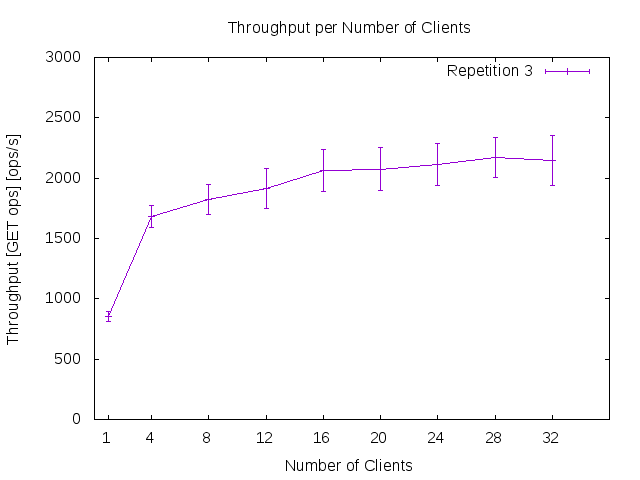 Throughput per Number of Clients
Repetition 3
Throughput [GET ops] [ops/s]
3000
2500
2000
1500
1000
500
0
1 4 8 12 16 20 24 28 32
Number of Clients